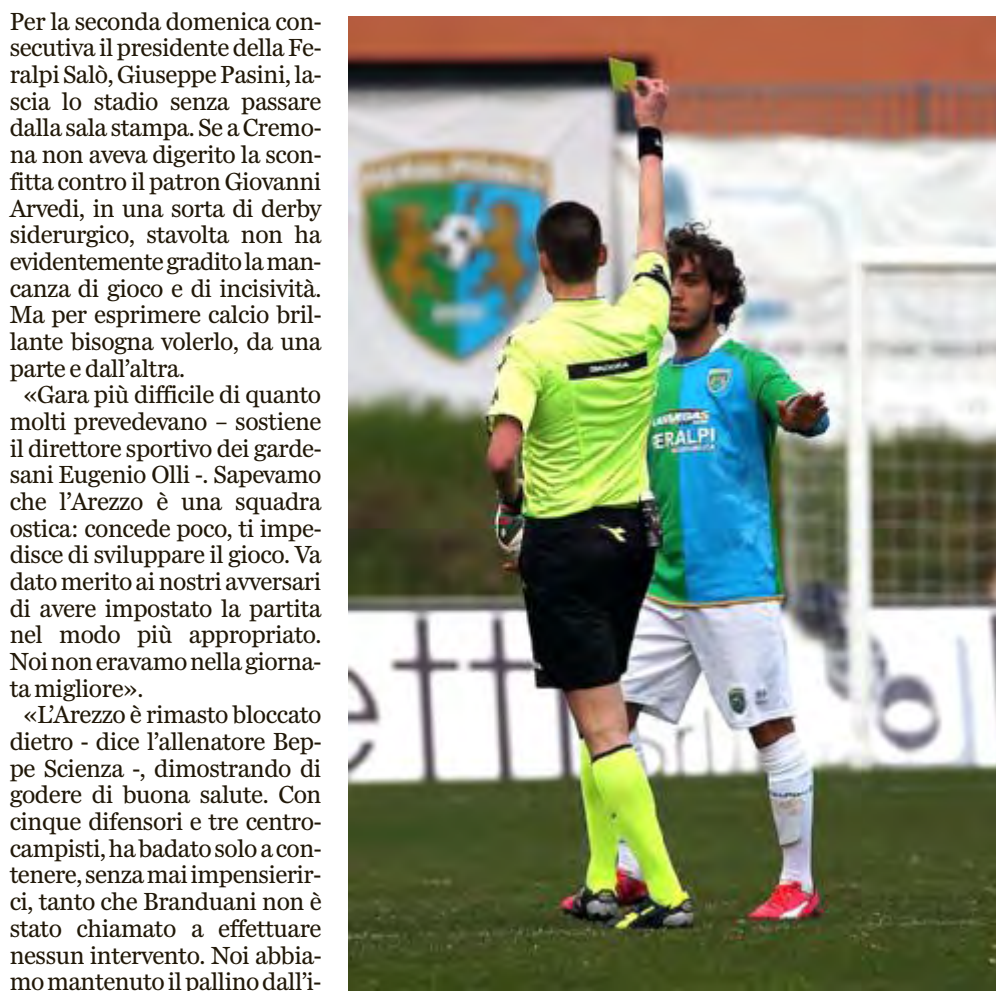 Per la seconda domenica con-
secutiva il presidente della Fe-
ralpi Salò, Giuseppe Pasini, la-
scia lo stadio senza passare
dalla sala stampa. Se a Cremo-
na non aveva digerito la scon-
fitta contro il patron Giovanni
Arvedi, in una sorta di derby
siderurgico, stavolta non ha
evidentemente gradito la man-
canza di gioco e di incisività.
Ma per esprimere calcio bril-
lante bisogna volerlo, da una
parte e dall'altra.
«Gara più difficile di quanto
molti prevedevano – sostiene
il direttore sportivo dei garde-
sani Eugenio Olli -. Sapevamo
che l'Arezzo è una squadra
ostica: concede poco, ti impe-
disce di sviluppare il gioco. Va
dato merito ai nostri avversari
di avere impostato la partita
nel modo più appropriato.
Noi non eravamo nella giorna-
ta migliore».
«L'Arezzo è rimasto bloccato
dietro - dice l'allenatore Bep-
pe Scienza -, dimostrando di
godere di buona salute. Con
cinque difensori e tre centro-
campisti, ha badato solo a con-
tenere, senza mai impensierir-
ci, tanto che Branduani non è
stato chiamato a effettuare
nessun intervento. Noi abbia-
mo mantenuto il pallino dall'i-
DIADORA
ERALPI
ett
srl